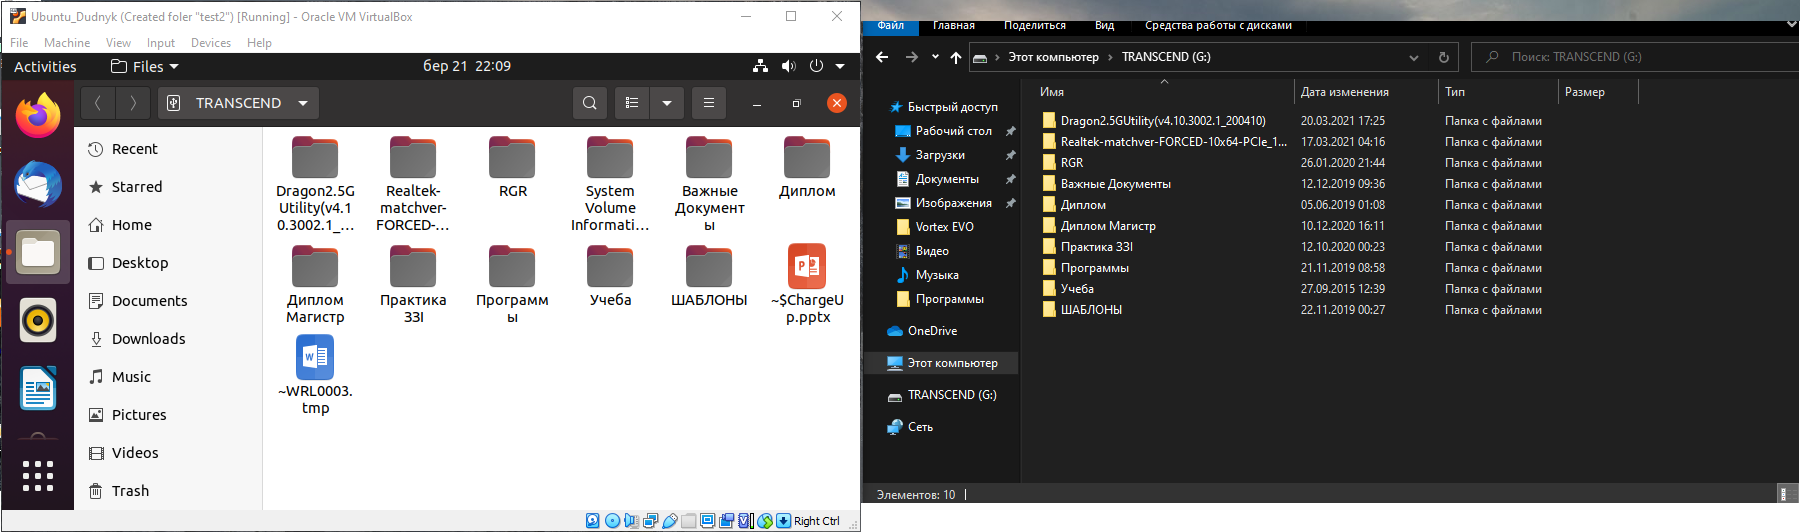 Ubuntu_Dudnyk (Created foler "test2") [Running] - Oracle VM VirtualBox
File Machine View Input Devices Help
Activities Files бер 21 22:09
TRANSCEND
Recent
Starred
Home
Desktop
Documents
Downloads
Music
Pictures
Videos
Trash
Dragon2.5G
Utility(v4.1
0.3002.1_...
Realtek-
matchver-
FORCED-...
RGR
System
Volume
Informati...
Важные
Документ
ы
Диплом
Диплом
Магистр
Практика
ЗЗІ
Программ
ы
Учеба
ШАБЛОНЫ
~$ChargeU
p.pptx
~WRL0003.
tmp
Right Ctrl
Файл Главная Поделиться Вид Средства работы с дисками
Этот компьютер TRANSCEND (G:)
Поиск: TRANSCEND (G:)
Быстрый доступ
Рабочий стол
Загрузки
Документы
Изображения
Vortex EVO
Видео
Музыка
Программы
OneDrive
Этот компьютер
TRANSCEND (G:)
Сеть
Имя Дата изменения Тип Размер
Dragon2.5GUtility(v4.10.3002.1_200410) 20.03.2021 17:25 Папка с файлами
Realtek-matchver-FORCED-10x64-PCIe_1... 17.03.2021 04:16 Папка с файлами
RGR 26.01.2020 21:44 Папка с файлами
Важные Документы 12.12.2019 09:36 Папка с файлами
Диплом 05.06.2019 01:08 Папка с файлами
Диплом Магистр 10.12.2020 16:11 Папка с файлами
Практика ЗЗІ 12.10.2020 00:23 Папка с файлами
Программы 21.11.2019 08:58 Папка с файлами
Учеба 27.09.2015 12:39 Папка с файлами
ШАБЛОНЫ 22.11.2019 00:27 Папка с файлами
Элементов: 10